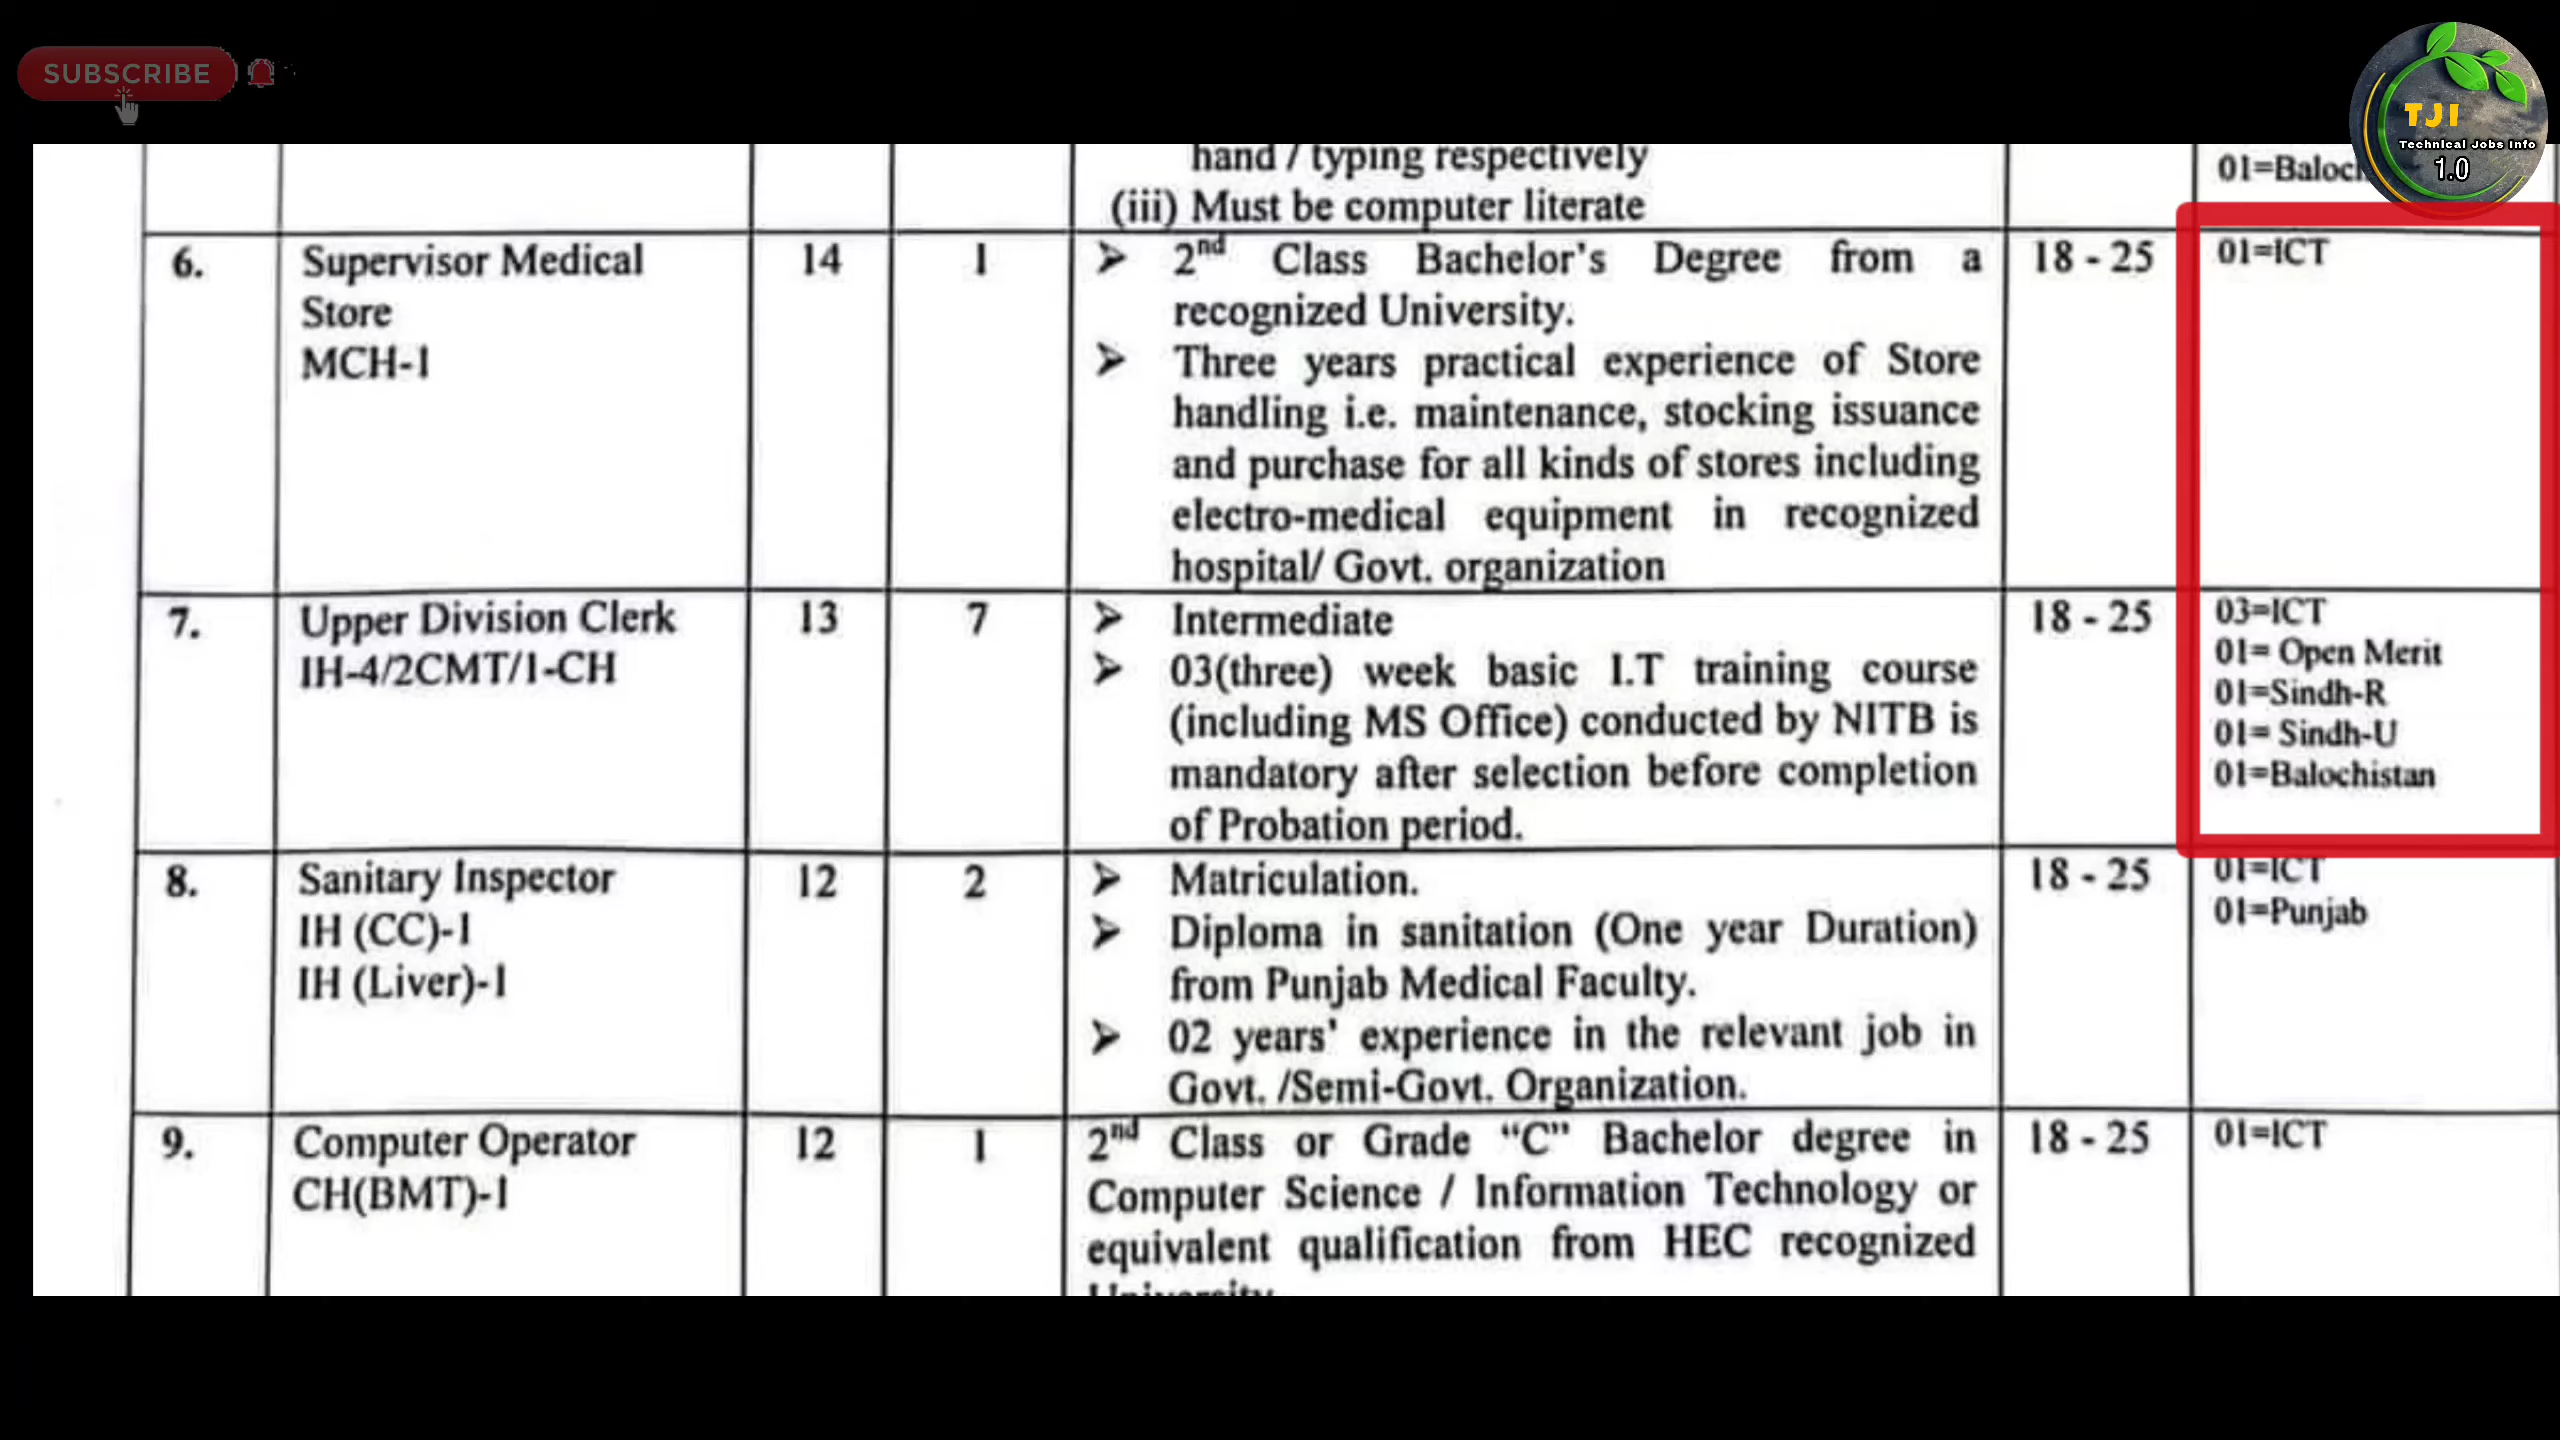 SUBSCRIBE
TJI
Technical Jobs Info
1.0
hand / typing respectively
(iii) Must be computer literate
6.
Supervisor Medical
Store
MCH-1
14
1
➤ 2nd Class Bachelor's Degree from a
recognized University.
➤ Three years practical experience of Store
handling i.e. maintenance, stocking issuance
and purchase for all kinds of stores including
electro-medical equipment in recognized
hospital/ Govt. organization
18 - 25
01=ICT
7.
Upper Division Clerk
IH-4/2CMT/1-CH
13
7
➤ Intermediate
➤ 03(three) week basic I.T training course
(including MS Office) conducted by NITB is
mandatory after selection before completion
of Probation period.
18 - 25
03=ICT
01= Open Merit
01=Sindh-R
01= Sindh-U
01=Balochistan
8.
Sanitary Inspector
IH (CC)-1
IH (Liver)-1
12
2
➤ Matriculation.
➤ Diploma in sanitation (One year Duration)
from Punjab Medical Faculty.
➤ 02 years' experience in the relevant job in
Govt. /Semi-Govt. Organization.
18 - 25
01=ICT
01=Punjab
9.
Computer Operator
CH(BMT)-1
12
1
2nd Class or Grade “C” Bachelor degree in
Computer Science / Information Technology or
equivalent qualification from HEC recognized
18 - 25
01=ICT